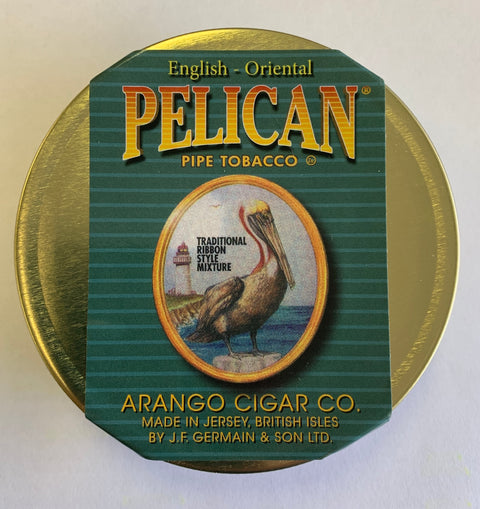 English - Oriental
PELICAN®
PIPE TOBACCO
TRADITIONAL
RIBBON
STYLE
MIXTURE
ARANGO CIGAR CO.
MADE IN JERSEY, BRITISH ISLES
BY J.F. GERMAIN & SON LTD.